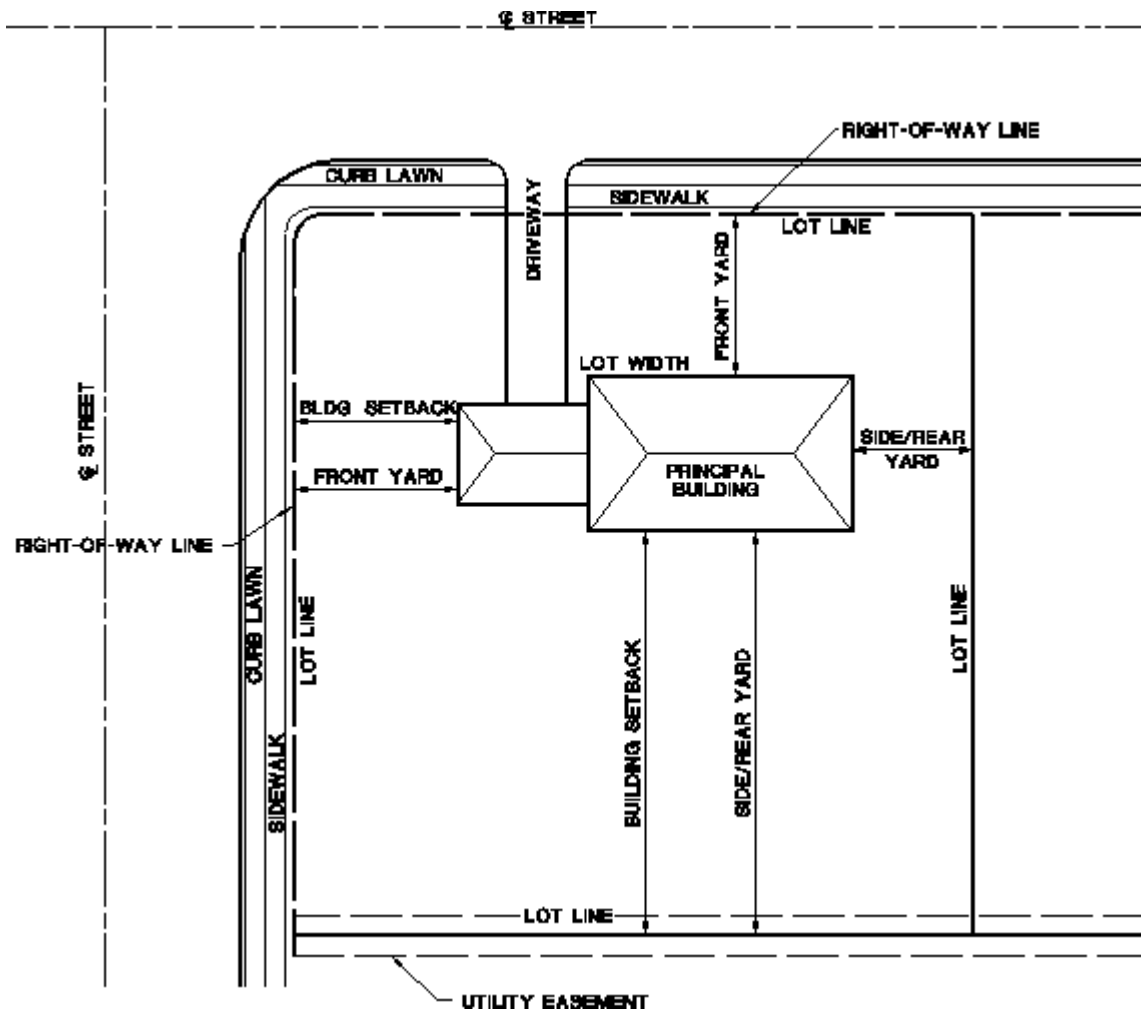 ℄ STREET
RIGHT-OF-WAY LINE
CURB LAWN
SIDEWALK
LOT LINE
DRIVEWAY
FRONT YARD
LOT WIDTH
BLDG SETBACK
℄ STREET
SIDE/REAR
YARD
FRONT YARD
PRINCIPAL
BUILDING
RIGHT-OF-WAY LINE
CURB LAWN
LOT LINE
LOT LINE
SIDEWALK
BUILDING SETBACK
SIDE/REAR YARD
LOT LINE
UTILITY EASEMENT